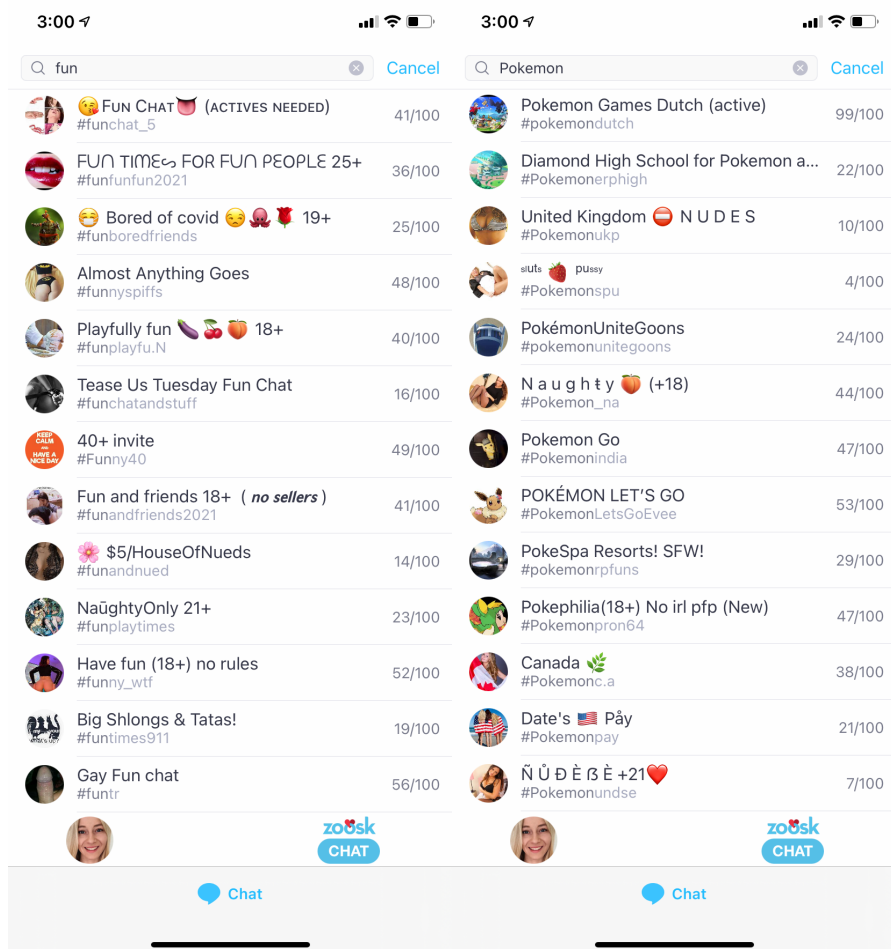 3:00
fun
Cancel
😘FUN CHAT👅 (ACTIVES NEEDED)
#funchat_5
41/100
FUN TIMES FOR FUN PEOPLE 25+
#funfunfun2021
36/100
😷 Bored of covid 😒🐙🌹 19+
#funboredfriends
25/100
Almost Anything Goes
#funnyspiffs
48/100
Playfully fun 🍆🍒🍑 18+
#funplayfu.N
40/100
Tease Us Tuesday Fun Chat
#funchatandstuff
16/100
KEEP
CALM
AND
HAVE A
NICE DAY
40+ invite
#Funny40
49/100
Fun and friends 18+ ( no sellers )
#funandfriends2021
41/100
🌸 $5/HouseOfNueds
#funandnued
14/100
NaūghtyOnly 21+
#funplaytimes
23/100
Have fun (18+) no rules
#funny_wtf
52/100
Big Shlongs & Tatas!
#funtimes911
19/100
Gay Fun chat
#funtr
56/100
zoosk
CHAT
Chat
3:00
Pokemon
Cancel
Pokemon Games Dutch (active)
#pokemondutch
99/100
Diamond High School for Pokemon a...
#Pokemonerphigh
22/100
United Kingdom ⛔ N U D E S
#Pokemonukp
10/100
ˢˡᵘᵗˢ 🍓 ᵖᵘˢˢʸ
#Pokemonspu
4/100
PokémonUniteGoons
#pokemonunitegoons
24/100
N a u g h ŧ y 🍑 (+18)
#Pokemon_na
44/100
Pokemon Go
#Pokemonindia
47/100
POKÉMON LET'S GO
#PokemonLetsGoEvee
53/100
PokeSpa Resorts! SFW!
#pokemonrpfuns
29/100
Pokephilia(18+) No irl pfp (New)
#Pokemonpron64
47/100
Canada 🌿
#Pokemonc.a
38/100
Date's 🇺🇸 Påy
#Pokemonpay
21/100
Ñ Ů Đ È ẞ È +21❤️
#Pokemonundse
7/100
zoosk
CHAT
Chat